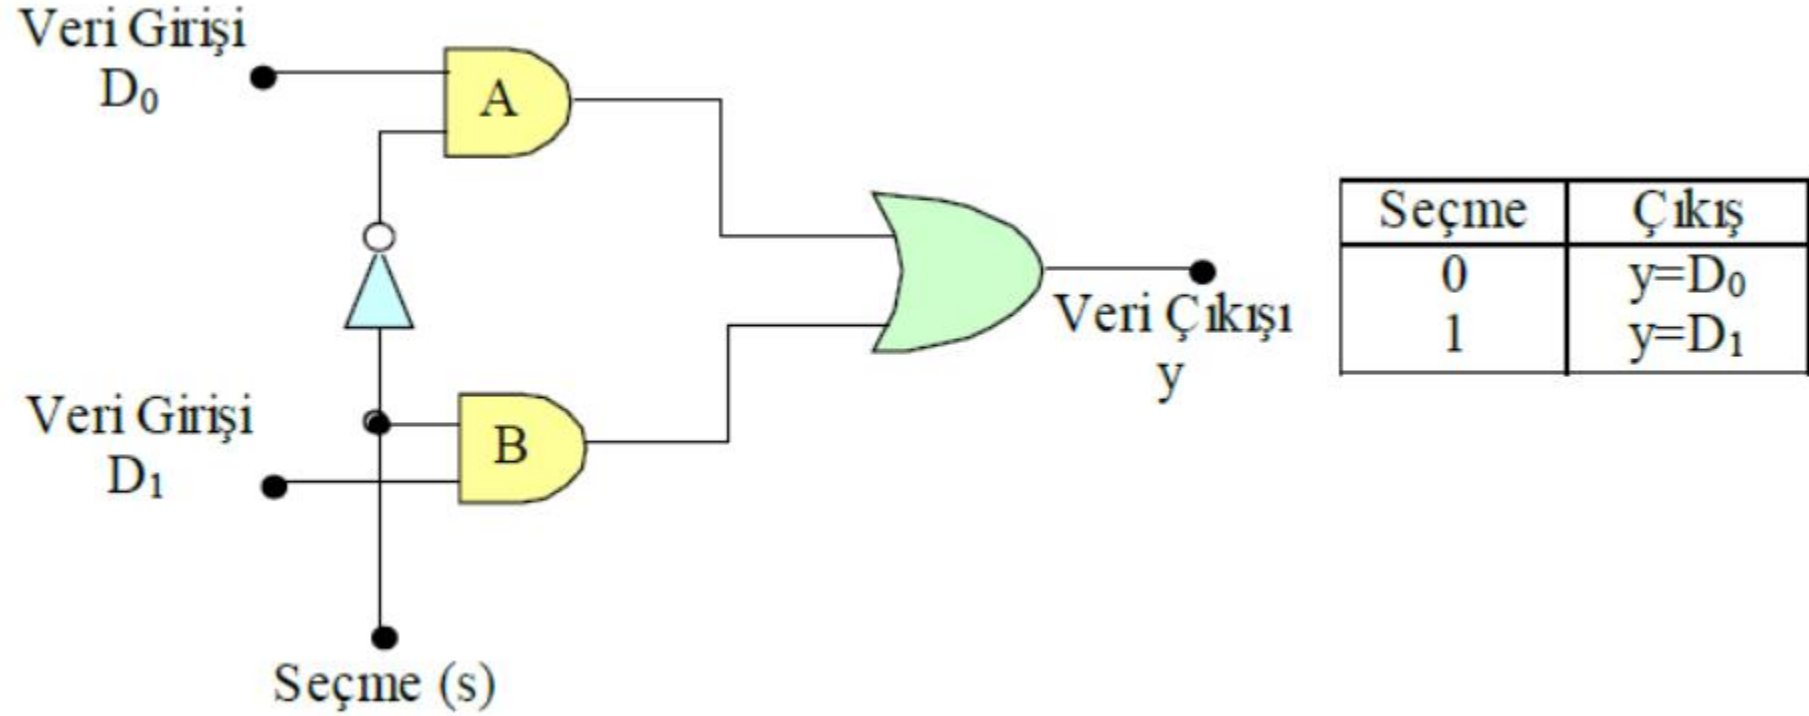 Veri Girişi
D₀
A
Veri Girişi
D₁
B
Seçme (s)
Veri Çıkışı
y
Seçme Çıkış
0 y=D₀
1 y=D₁